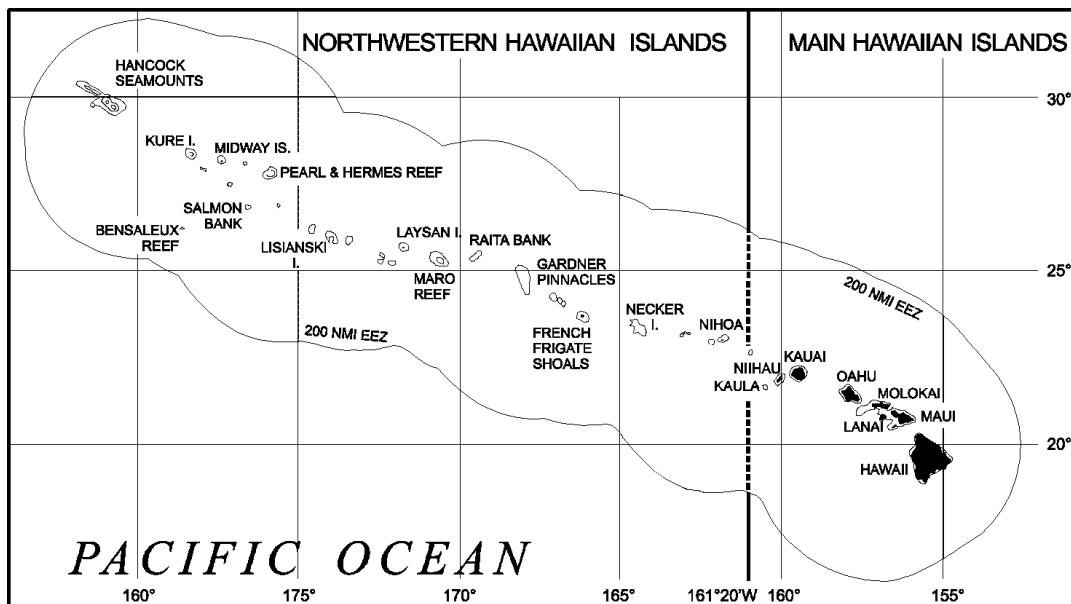 NORTHWESTERN HAWAIIAN ISLANDS
MAIN HAWAIIAN ISLANDS
HANCOCK
SEAMOUNTS
30°
KURE I.
MIDWAY IS.
PEARL & HERMES REEF
SALMON
BANK
BENSALEUX
REEF
LISIANSKI
I.
LAYSAN I.
RAITA BANK
MARO
REEF
GARDNER
PINNACLES
25°
200 NMI EEZ
200 NMI EEZ
NECKER
I.
NIHOA
FRENCH
FRIGATE
SHOALS
NIIHAU
KAUAI
KAULA
OAHU
MOLOKAI
LANAI
MAUI
20°
HAWAII
PACIFIC OCEAN
160°
175°
170°
165°
161°20'W
160°
155°